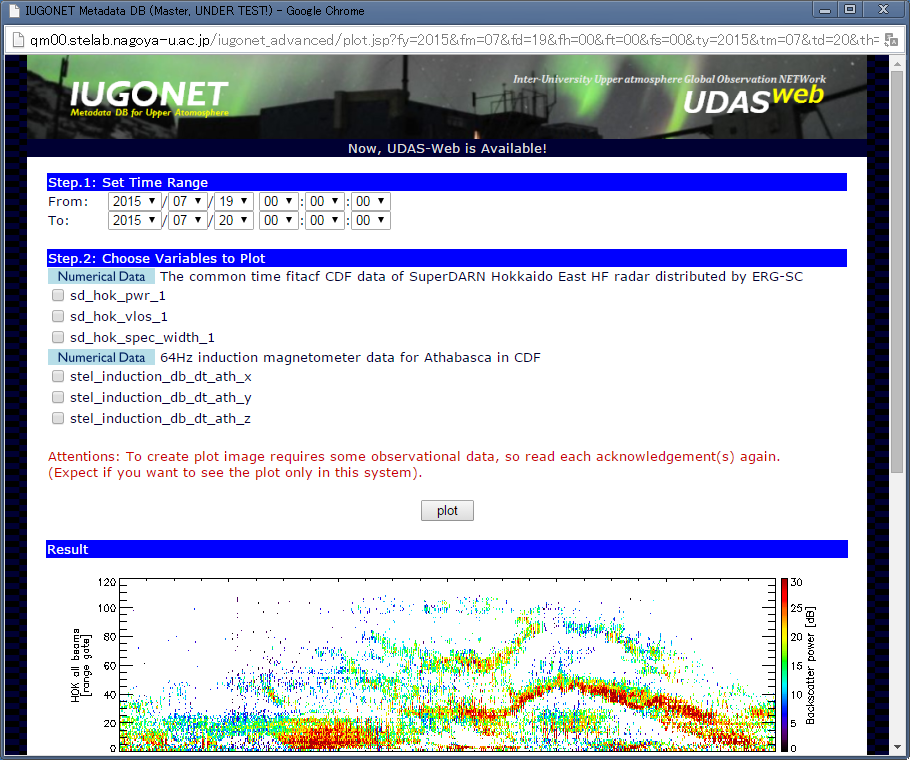 IUGONET Metadata DB (Master, UNDER TEST!) - Google Chrome
qm00.stelab.nagoya-u.ac.jp/iugonet_advanced/plot.jsp?fy=2015&fm=07&fd=19&fh=00&ft=00&fs=00&ty=2015&tm=07&td=20&th=
IUGONET
Metadata DB for Upper Atomosphere
Inter-University Upper atmosphere Global Observation NETWork
UDAS web
Now, UDAS-Web is Available!
Step.1: Set Time Range
From: 2015 / 07 / 19 00 : 00 : 00
To: 2015 / 07 / 20 00 : 00 : 00
Step.2: Choose Variables to Plot
Numerical Data The common time fitacf CDF data of SuperDARN Hokkaido East HF radar distributed by ERG-SC
sd_hok_pwr_1
sd_hok_vlos_1
sd_hok_spec_width_1
Numerical Data 64Hz induction magnetometer data for Athabasca in CDF
stel_induction_db_dt_ath_x
stel_induction_db_dt_ath_y
stel_induction_db_dt_ath_z
Attentions: To create plot image requires some observational data, so read each acknowledgement(s) again.
(Expect if you want to see the plot only in this system).
plot
Result
HOK all beams
[range gate]
120
100
80
60
40
20
0
30
25
20
15
10
5
0
Backscatter power [dB]